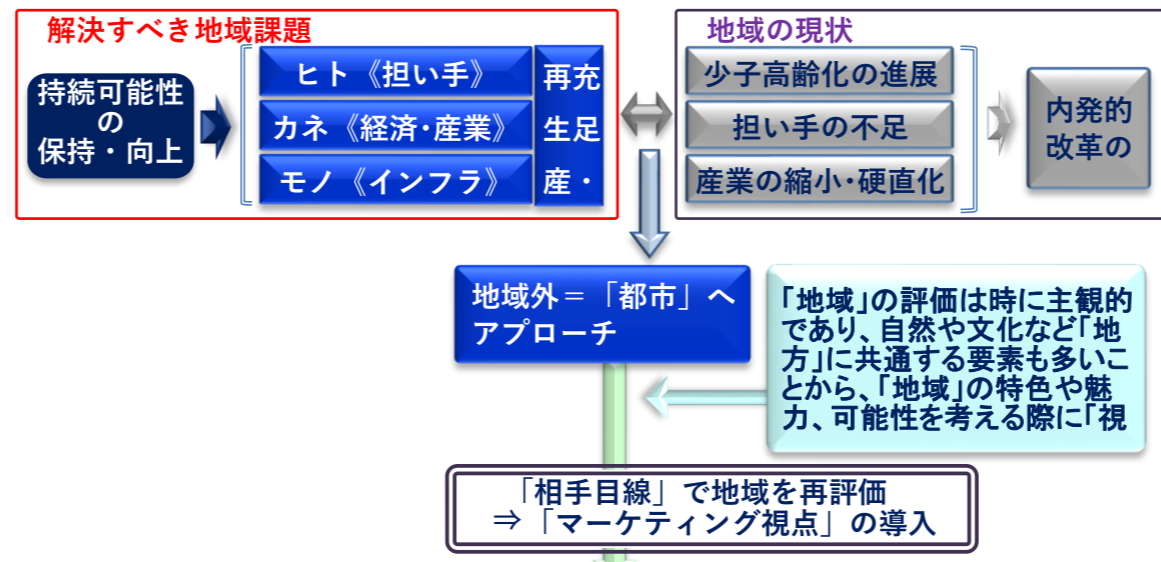 解決すべき地域課題
持続可能性
の
保持・向上
ヒト《担い手》
カネ《経済・産業》
モノ《インフラ》
再充
生足
産・
地域の現状
少子高齢化の進展
担い手の不足
産業の縮小・硬直化
内発的
改革の
地域外＝「都市」へ
アプローチ
「地域」の評価は時に主観的
であり、自然や文化など「地
方」に共通する要素も多いこ
とから、「地域」の特色や魅
力、可能性を考える際に「視
「相手目線」で地域を再評価
⇒「マーケティング視点」の導入